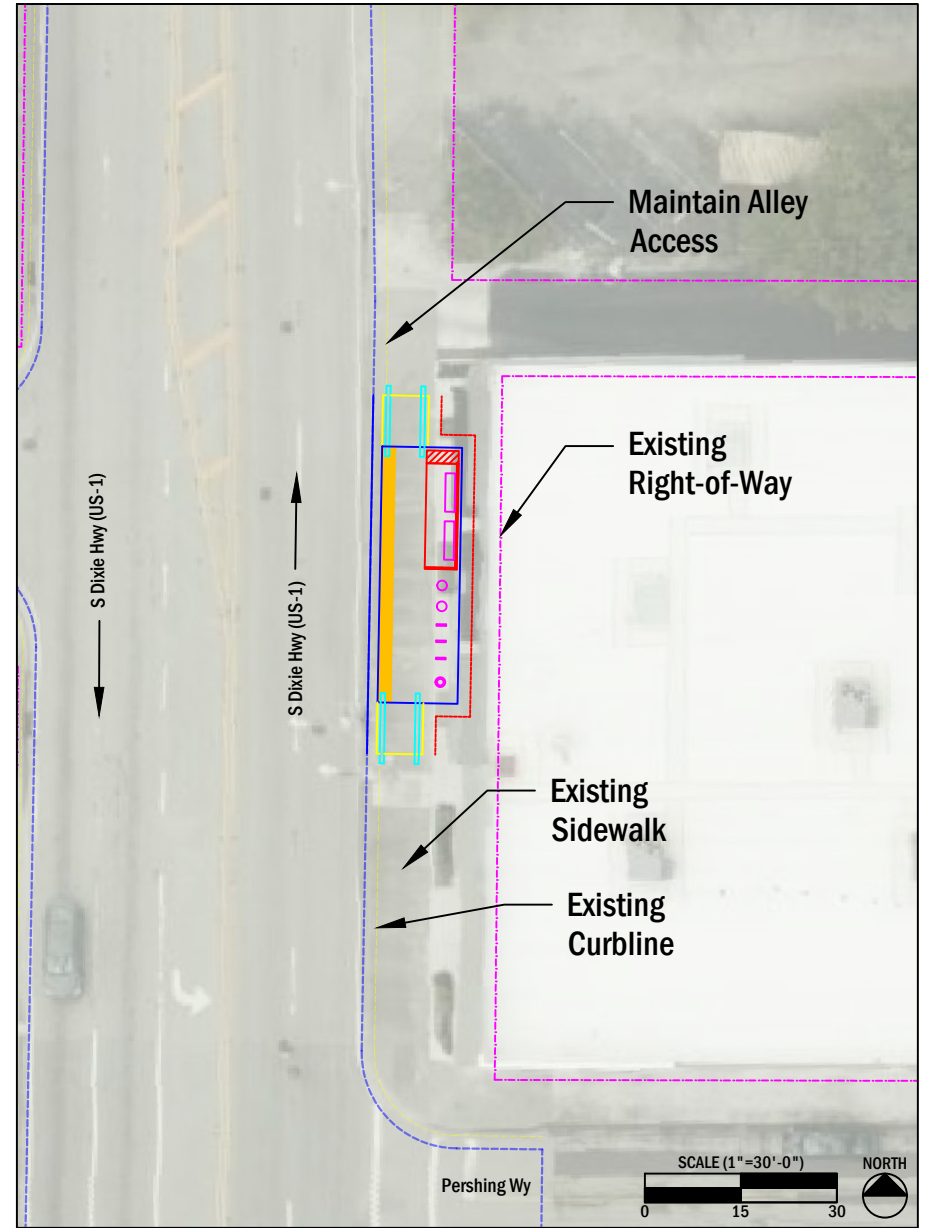 Maintain Alley
Access
Existing
Right-of-Way
S Dixie Hwy (US-1)
S Dixie Hwy (US-1)
Existing
Sidewalk
Existing
Curbline
Pershing Wy
SCALE (1"=30'-0")
0 15 30
NORTH